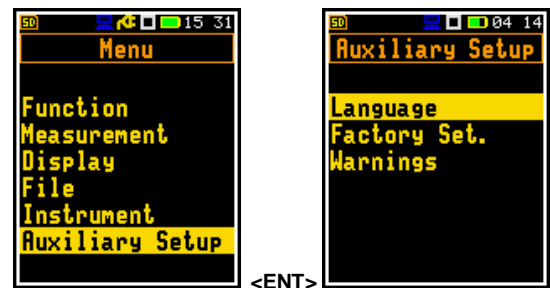 SD 15 31
Menu
Function
Measurement
Display
File
Instrument
Auxiliary Setup
<ENT>
SD 04 14
Auxiliary Setup
Language
Factory Set.
Warnings